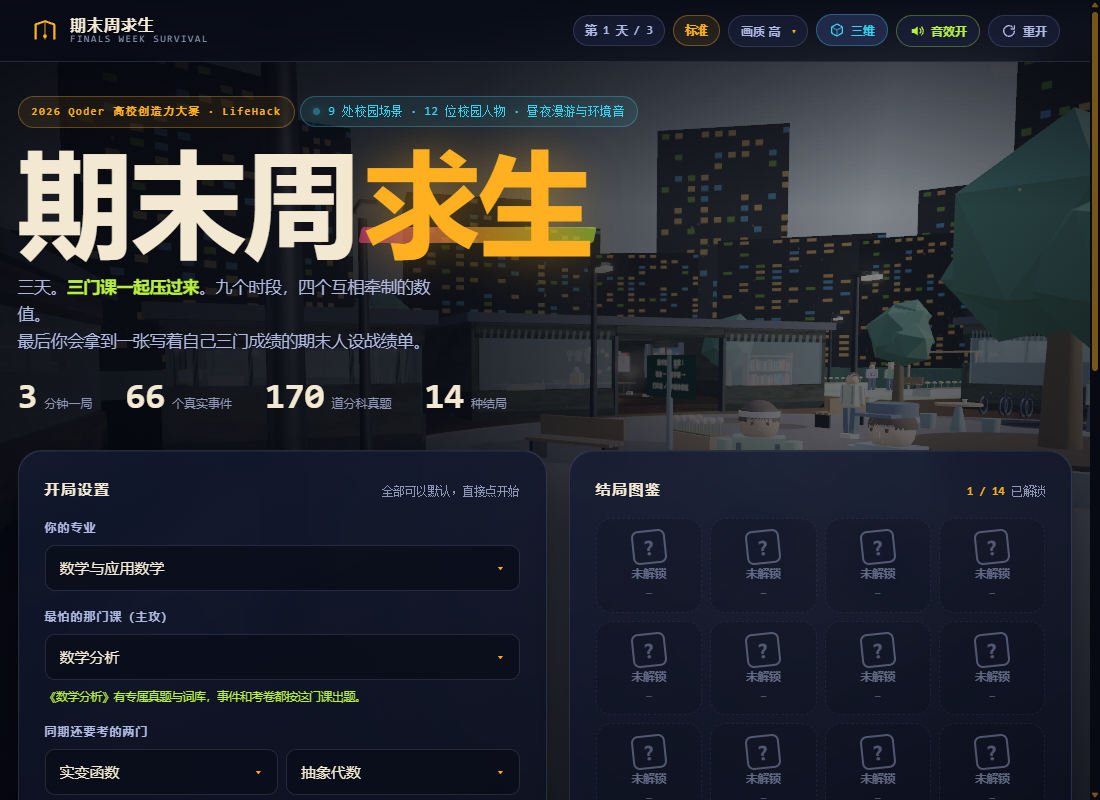 期末周求生
FINALS WEEK SURVIVAL
第 1 天 / 3
标准
画质 高
三维
音效开
重开
2026 Qoder 高校创造力大赛 · LifeHack
9 处校园场景 · 12 位校园人物 · 昼夜漫游与环境音
期末周求生
三天。三门课一起压过来。九个时段，四个互相牵制的数
值。
最后你会拿到一张写着自己三门成绩的期末人设战绩单。
3 分钟一局
66 个真实事件
170 道分科真题
14 种结局
开局设置
全部可以默认，直接点开始
你的专业
数学与应用数学
最怕的那门课（主攻）
数学分析
《数学分析》有专属真题与词库，事件和考卷都按这门课出题。
同期还要考的两门
实变函数
抽象代数
结局图鉴
1 / 14 已解锁
? ? ? ?
未解锁 未解锁 未解锁 未解锁
– – – –
? ? ? ?
未解锁 未解锁 未解锁 未解锁
– – – –
? ? ? ?
未解锁 未解锁 未解锁 未解锁
– – – –